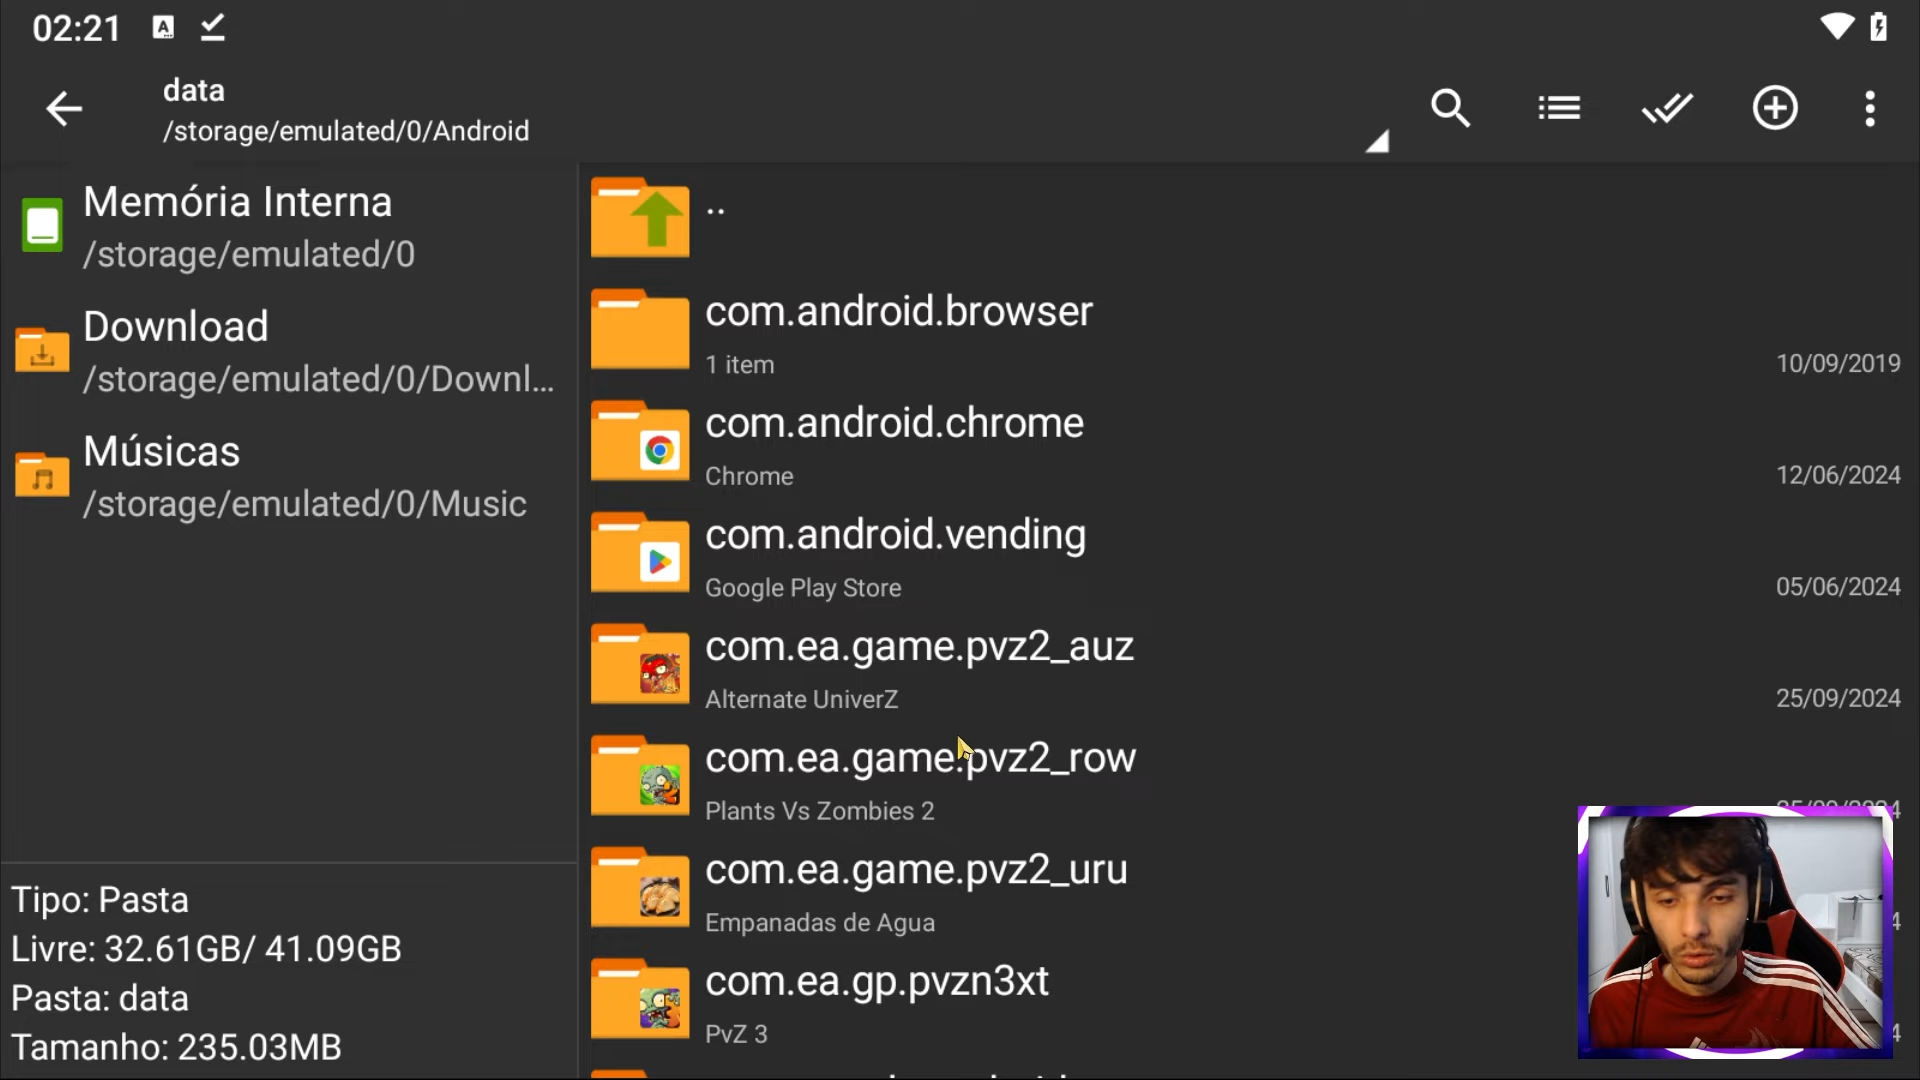 02:21
data
/storage/emulated/0/Android
Memória Interna
/storage/emulated/0
Download
/storage/emulated/0/Downl...
Músicas
/storage/emulated/0/Music
Tipo: Pasta
Livre: 32.61GB/ 41.09GB
Pasta: data
Tamanho: 235.03MB
..
com.android.browser
1 item
10/09/2019
com.android.chrome
Chrome
12/06/2024
com.android.vending
Google Play Store
05/06/2024
com.ea.game.pvz2_auz
Alternate UniverZ
25/09/2024
com.ea.game.pvz2_row
Plants Vs Zombies 2
com.ea.game.pvz2_uru
Empanadas de Agua
com.ea.gp.pvzn3xt
PvZ 3